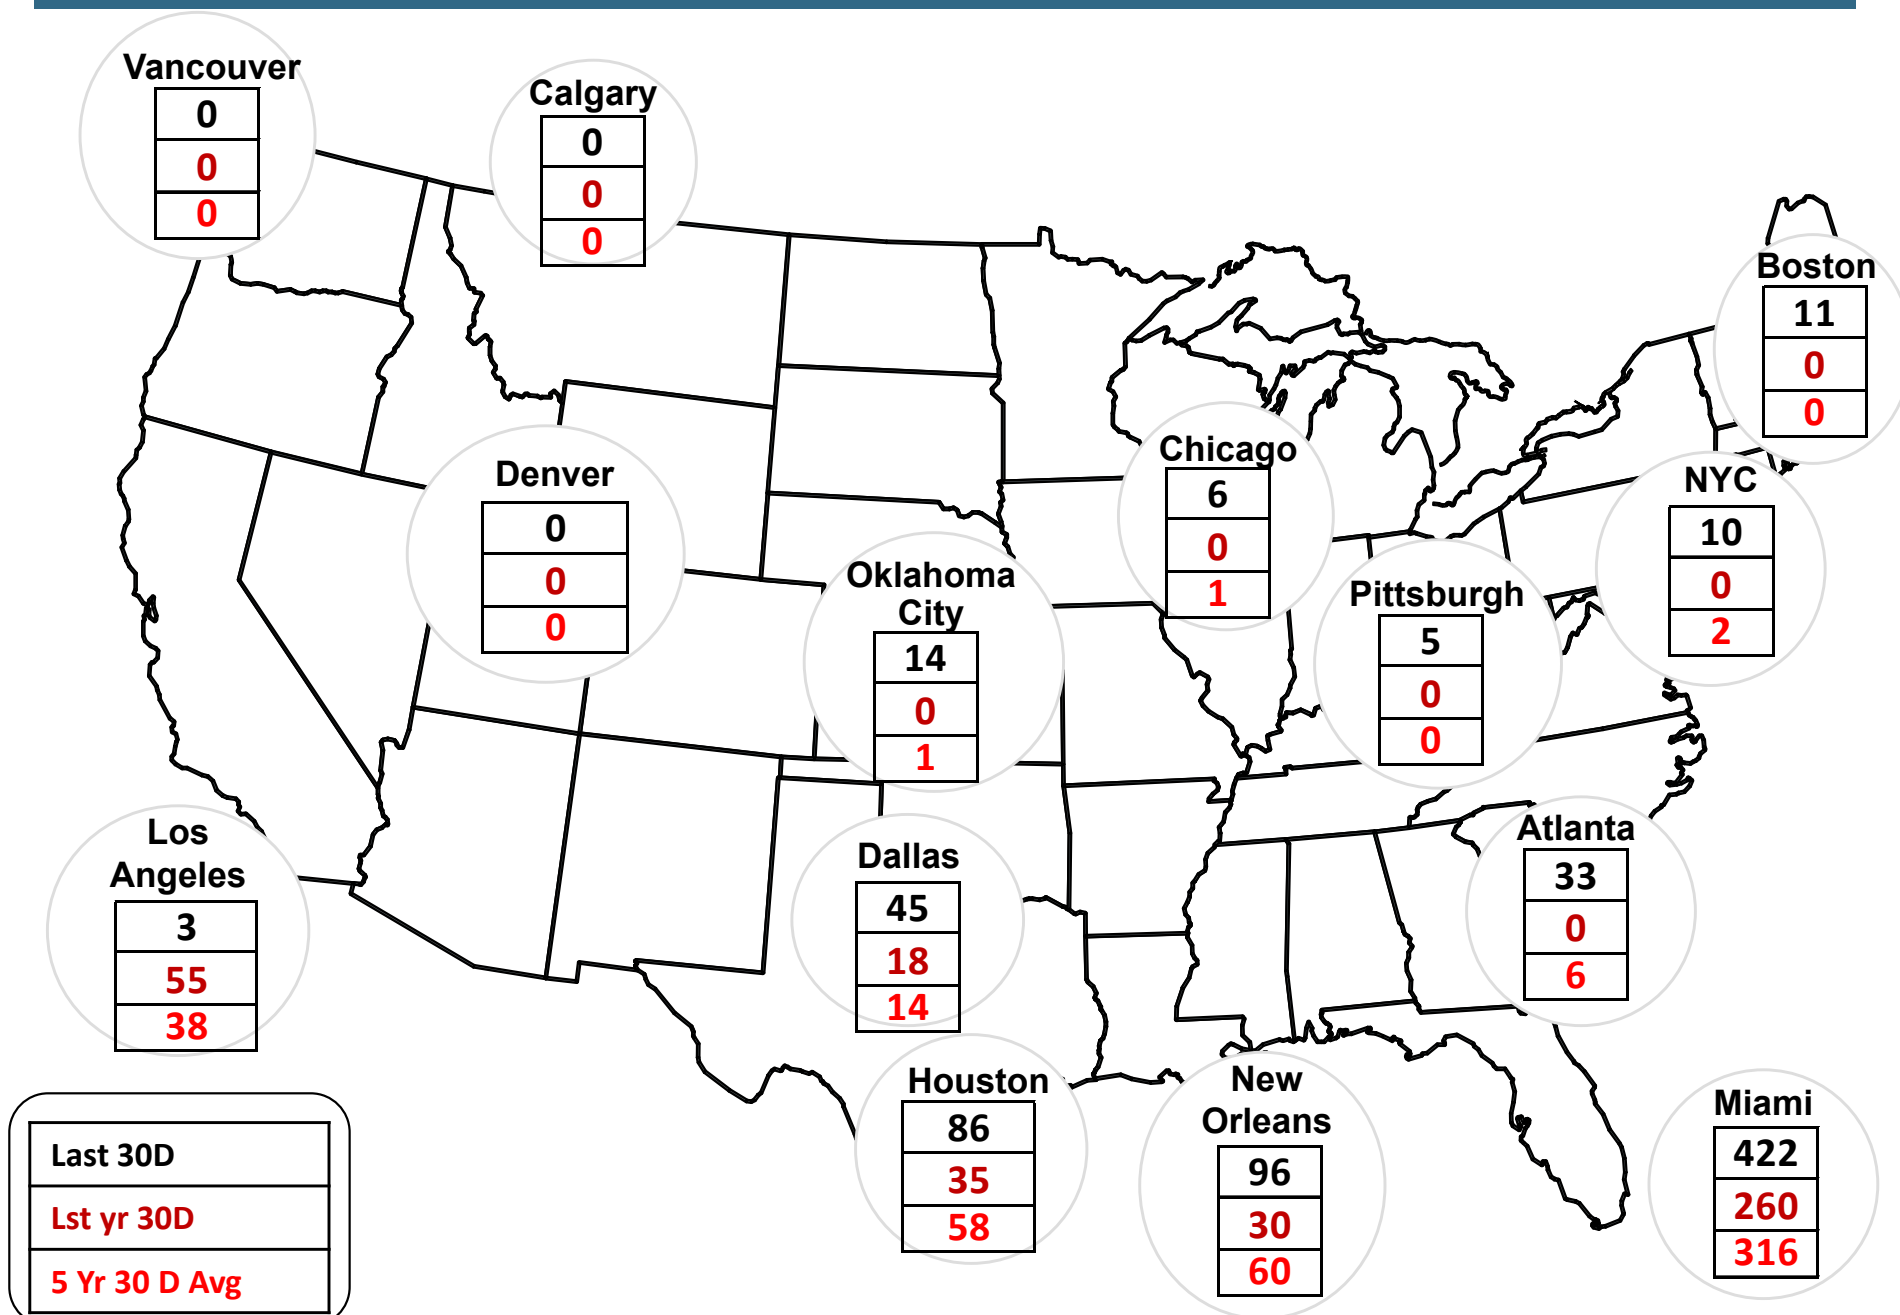 Vancouver
0
0
0
Calgary
0
0
0
Boston
11
0
0
Chicago
6
0
1
NYC
10
0
2
Denver
0
0
0
Oklahoma
City
14
0
1
Pittsburgh
5
0
0
Los
Angeles
3
55
38
Dallas
45
18
14
Atlanta
33
0
6
Houston
86
35
58
New
Orleans
96
30
60
Miami
422
260
316
Last 30D
Lst yr 30D
5 Yr 30 D Avg